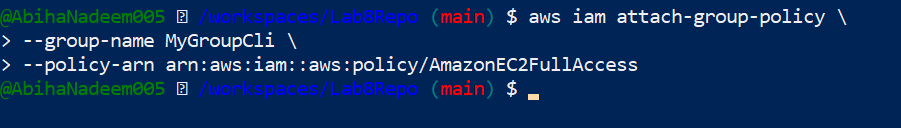 @AbihaNadeem005 /workspaces/Lab8Repo (main) $ aws iam attach-group-policy \
> --group-name MyGroupCli \
> --policy-arn arn:aws:iam::aws:policy/AmazonEC2FullAccess
@AbihaNadeem005 /workspaces/Lab8Repo (main) $